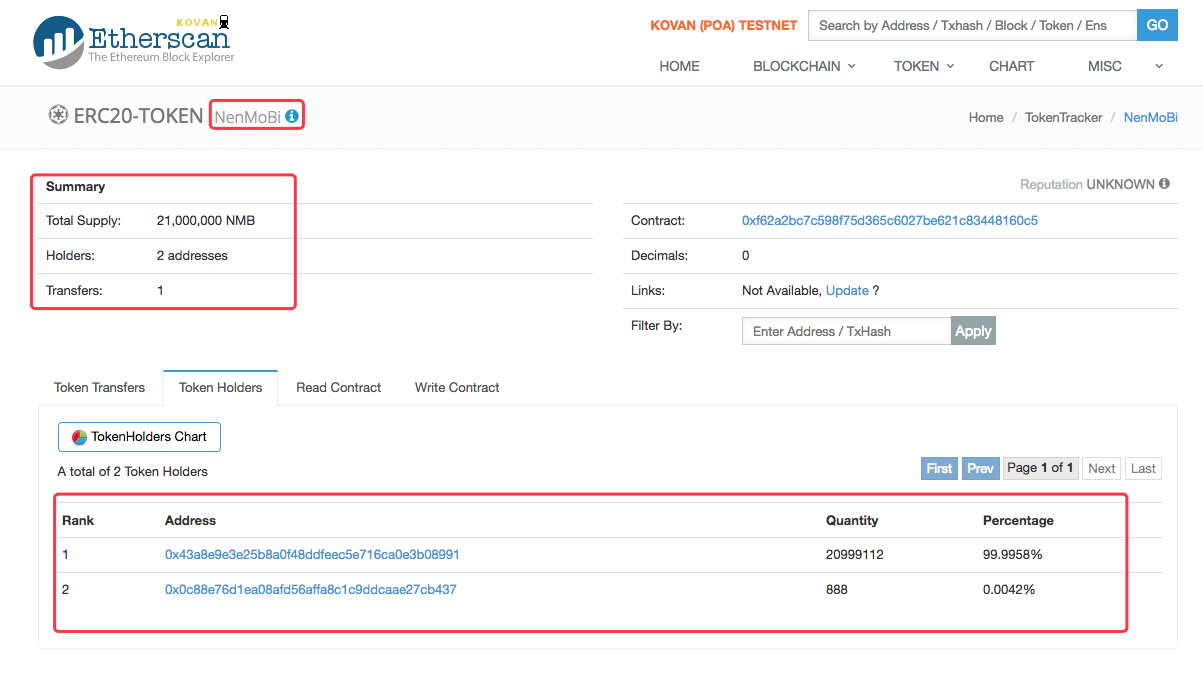 KOVAN
Etherscan
The Ethereum Block Explorer
KOVAN (POA) TESTNET
Search by Address / Txhash / Block / Token / Ens
GO
HOME BLOCKCHAIN TOKEN CHART MISC
ERC20-TOKEN NenMoBi
Home / TokenTracker / NenMoBi
Summary
Reputation UNKNOWN
Total Supply: 21,000,000 NMB
Contract: 0xf62a2bc7c598f75d365c6027be621c83448160c5
Holders: 2 addresses
Decimals: 0
Transfers: 1
Links: Not Available, Update ?
Filter By: Enter Address / TxHash Apply
Token Transfers Token Holders Read Contract Write Contract
TokenHolders Chart
A total of 2 Token Holders
First Prev Page 1 of 1 Next Last
Rank Address Quantity Percentage
1 0x43a8e9e3e25b8a0f48ddfeec5e716ca0e3b08991 20999112 99.9958%
2 0x0c88e76d1ea08afd56affa8c1c9ddcaae27cb437 888 0.0042%